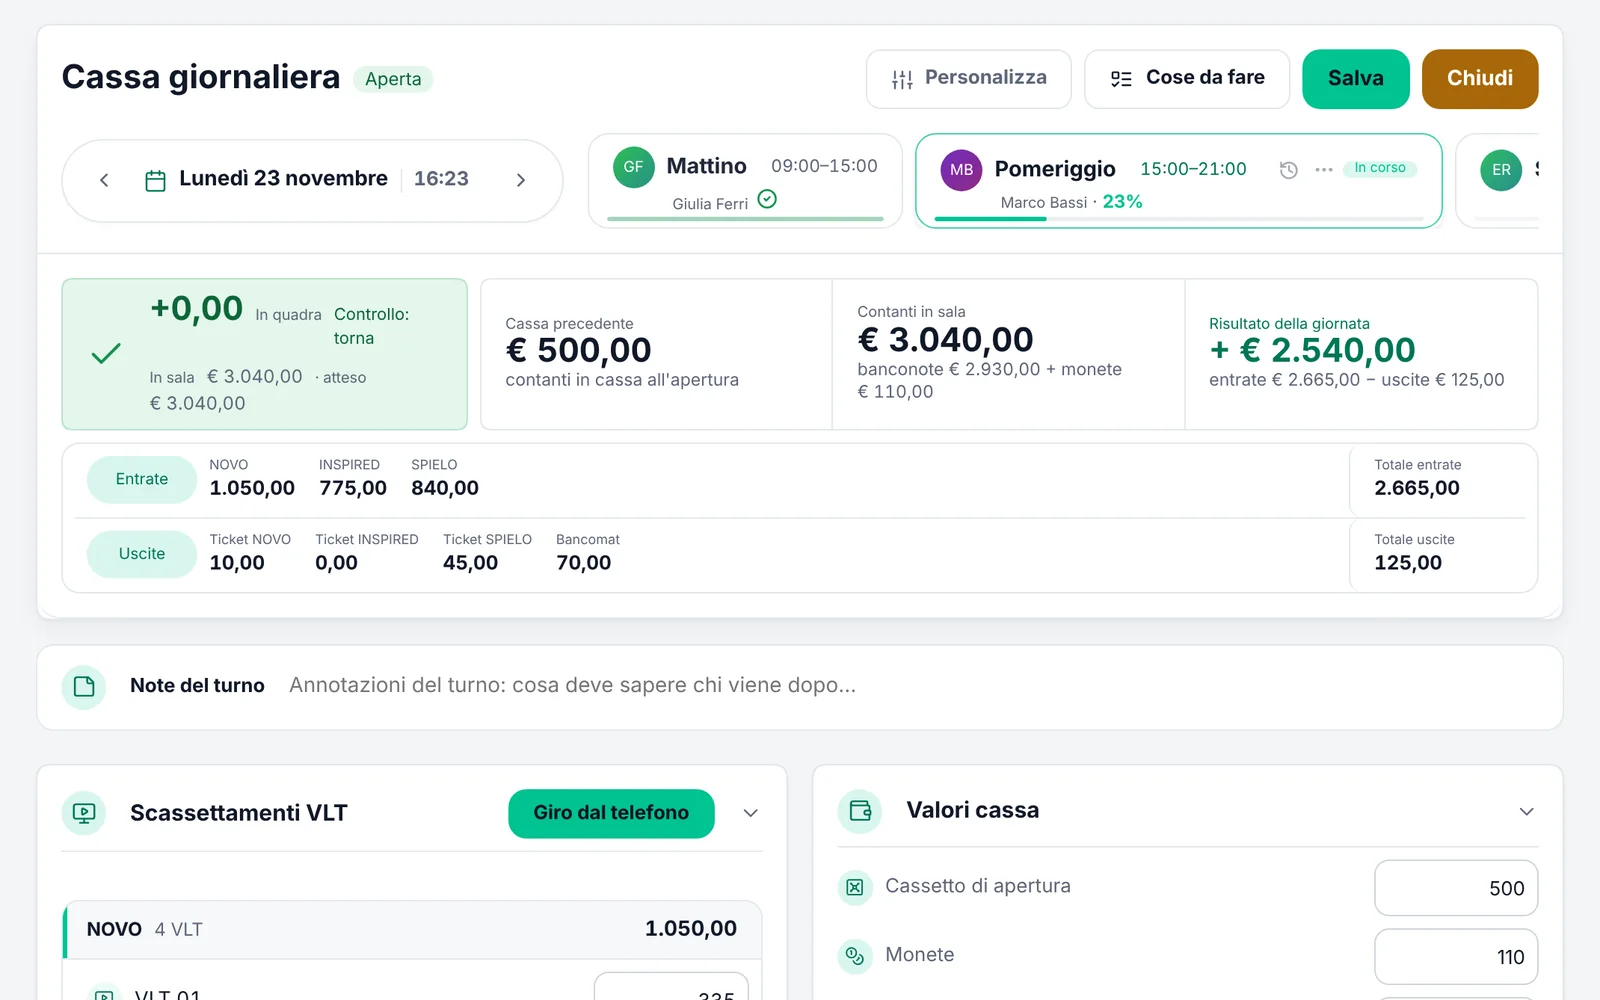 Cassa giornaliera
Aperta
Personalizza
Cose da fare
Salva
Chiudi
Lunedì 23 novembre
16:23
GF
Mattino
09:00–15:00
Giulia Ferri
MB
Pomeriggio
15:00–21:00
In corso
Marco Bassi · 23%
ER
+0,00
In quadra
Controllo:
torna
In sala € 3.040,00 · atteso
€ 3.040,00
Cassa precedente
€ 500,00
contanti in cassa all'apertura
Contanti in sala
€ 3.040,00
banconote € 2.930,00 + monete
€ 110,00
Risultato della giornata
+ € 2.540,00
entrate € 2.665,00 − uscite € 125,00
Entrate
NOVO
1.050,00
INSPIRED
775,00
SPIELO
840,00
Totale entrate
2.665,00
Uscite
Ticket NOVO
10,00
Ticket INSPIRED
0,00
Ticket SPIELO
45,00
Bancomat
70,00
Totale uscite
125,00
Note del turno
Annotazioni del turno: cosa deve sapere chi viene dopo...
Scassettamenti VLT
Giro dal telefono
NOVO 4 VLT
1.050,00
VLT 01
335
Valori cassa
Cassetto di apertura
500
Monete
110